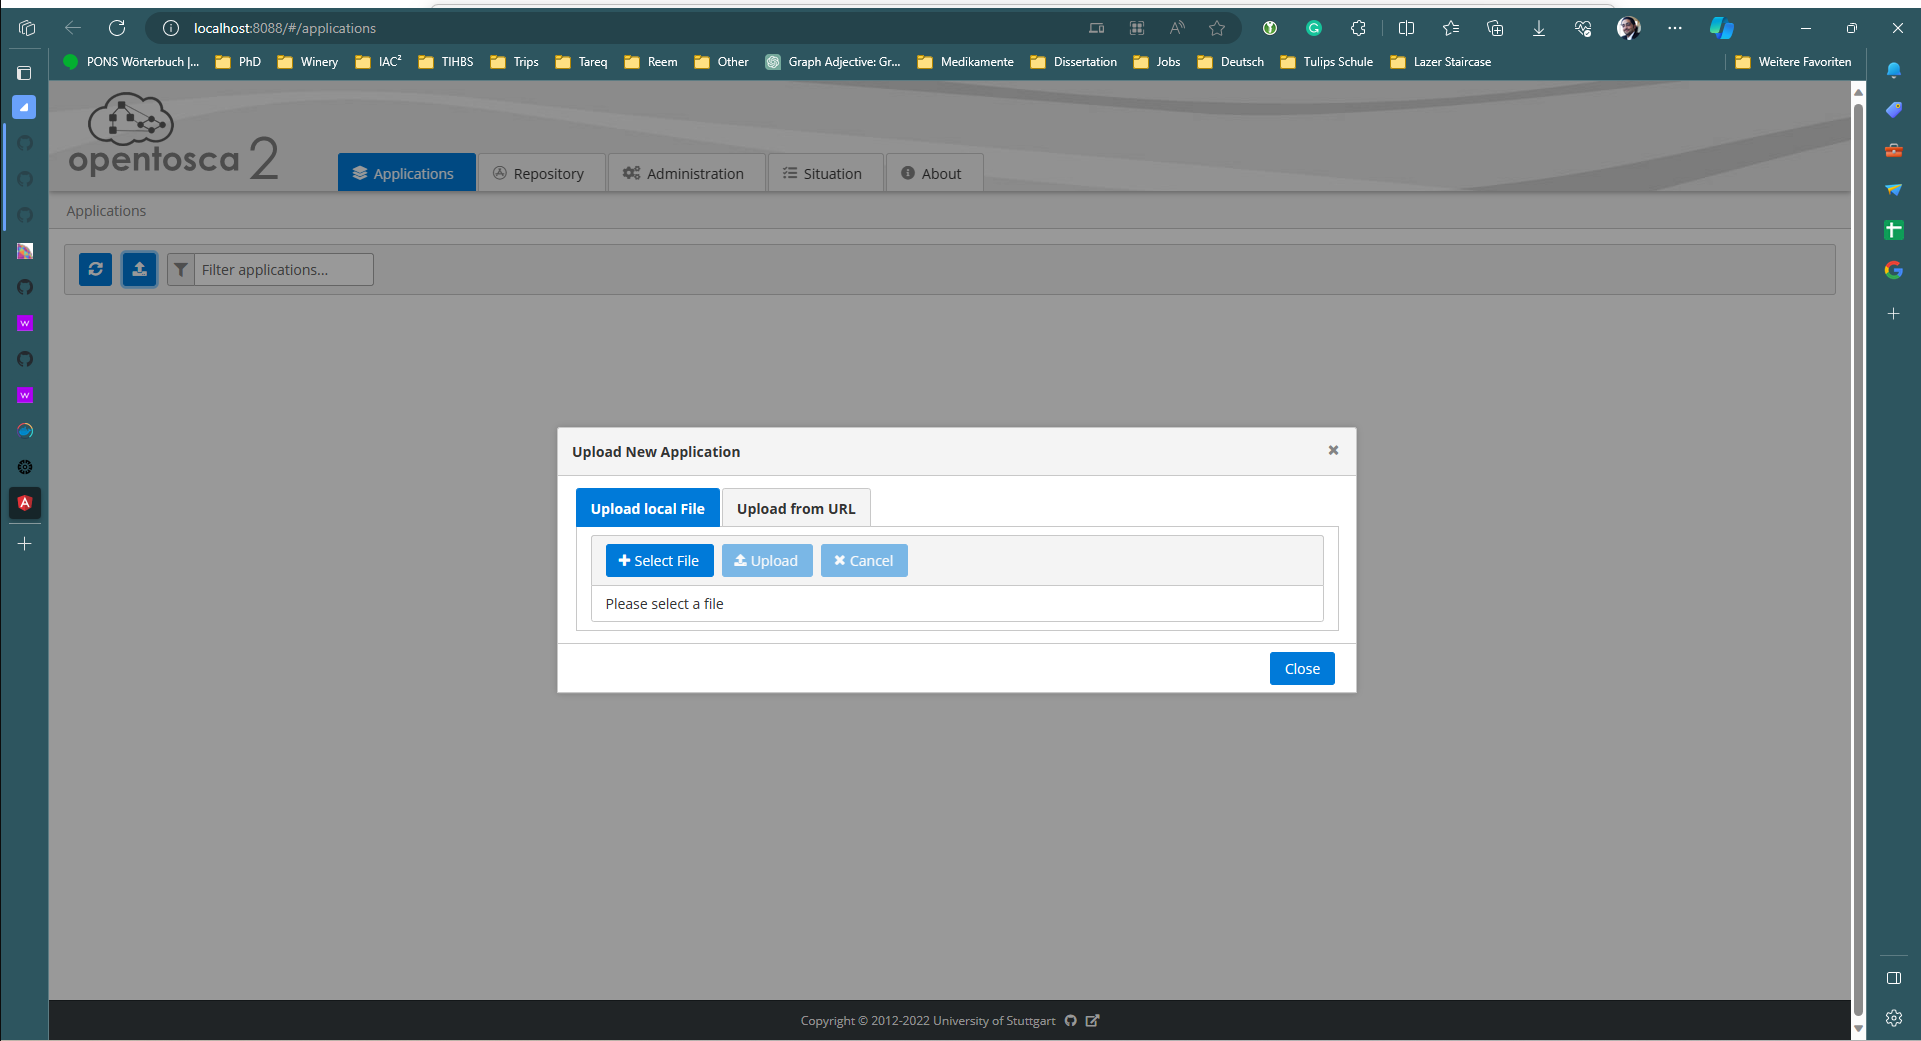 localhost:8088/#/applications
PONS Wörterbuch |... PhD Winery IAC² TIHBS Trips Tareq Reem Other Graph Adjective: Gr... Medikamente Dissertation Jobs Deutsch Tulips Schule Lazer Staircase Weitere Favoriten
opentosca 2
Applications Repository Administration Situation About
Applications
Filter applications...
Upload New Application
Upload local File Upload from URL
Select File Upload Cancel
Please select a file
Close
Copyright © 2012-2022 University of Stuttgart